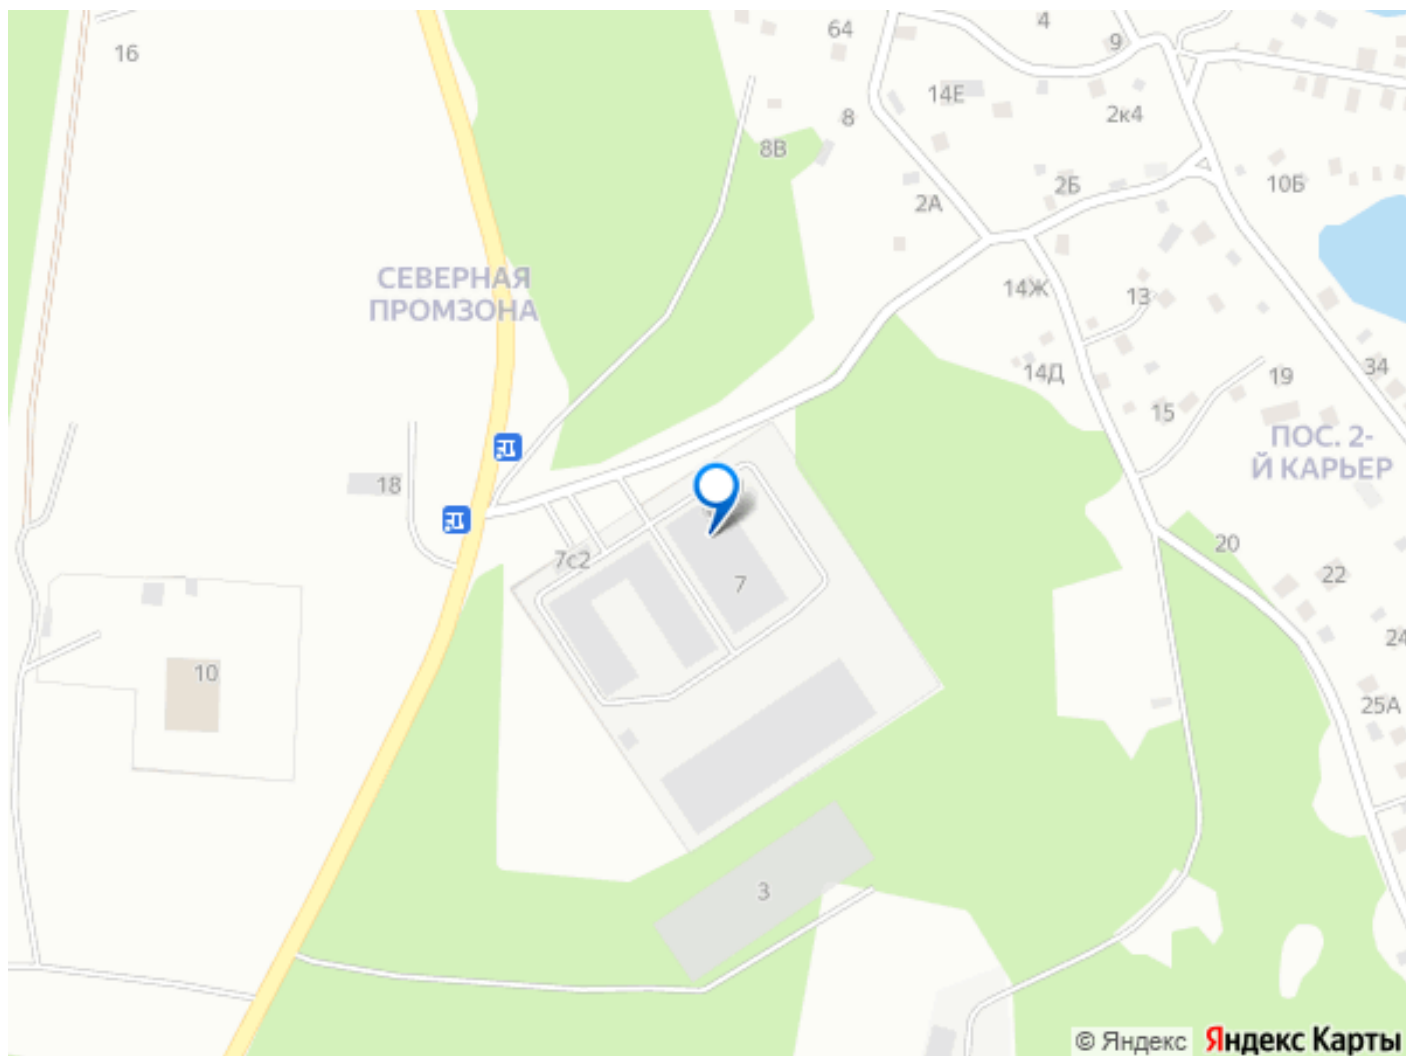 16
64
4
9
14Е
2к4
8
8В
2Б
10Б
2А
СЕВЕРНАЯ
ПРОМЗОНА
14Ж
13
14Д
34
19
15
ПОС. 2-
Й КАРЬЕР
18
7с2
7
20
22
24
10
25А
3
© Яндекс
Яндекс Карты